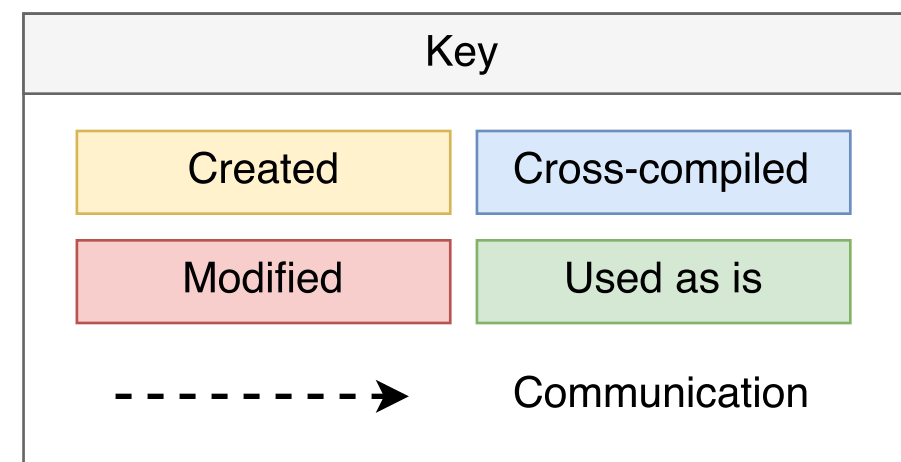 Key
Created
Cross-compiled
Modified
Used as is
Communication